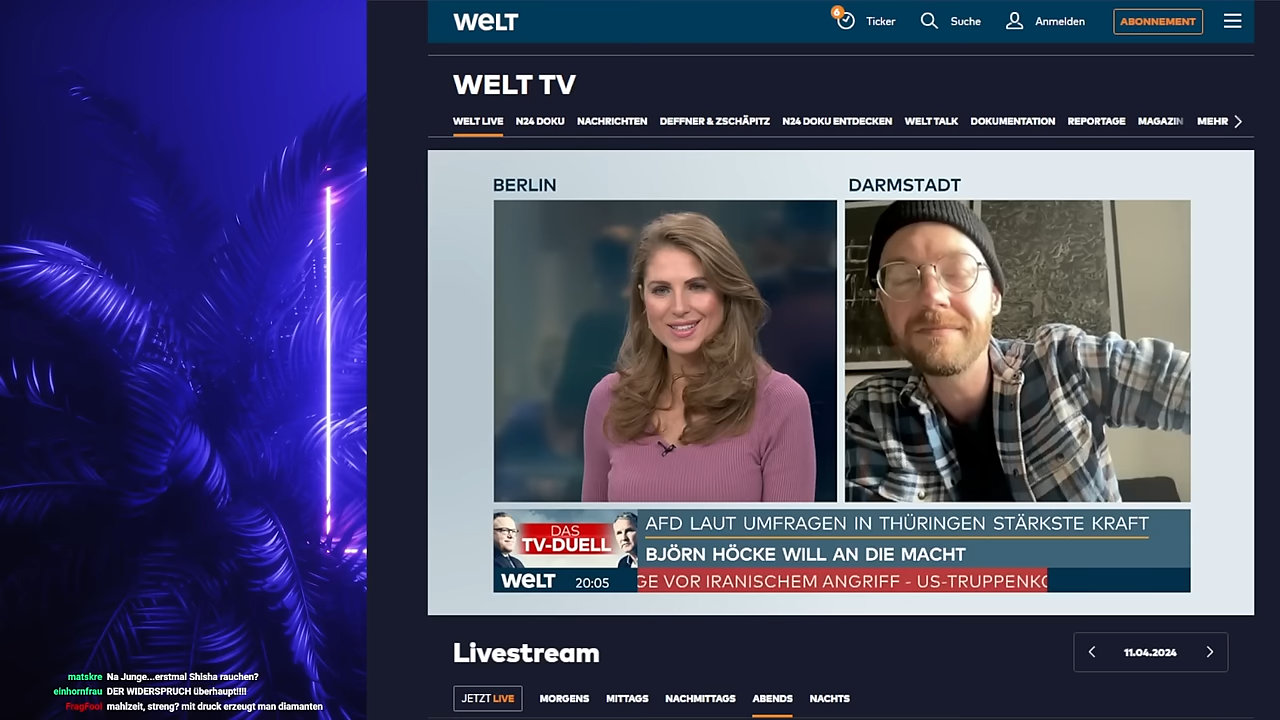 WELT
6
Ticker
Suche
Anmelden
ABONNEMENT
WELT TV
WELT LIVE N24 DOKU NACHRICHTEN DEFFNER & ZSCHÄPITZ N24 DOKU ENTDECKEN WELT TALK DOKUMENTATION REPORTAGE MAGAZIN MEHR
BERLIN
DARMSTADT
DAS
TV-DUELL
AFD LAUT UMFRAGEN IN THÜRINGEN STÄRKSTE KRAFT
BJÖRN HÖCKE WILL AN DIE MACHT
WELT 20:05
GE VOR IRANISCHEM ANGRIFF - US-TRUPPENKO
Livestream
11.04.2024
JETZT LIVE MORGENS MITTAGS NACHMITTAGS ABENDS NACHTS
matskre Na Junge...erstmal Shisha rauchen?
einhornfrau DER WIDERSPRUCH überhaupt!!!!
FragFool mahlzeit, streng? mit druck erzeugt man diamanten